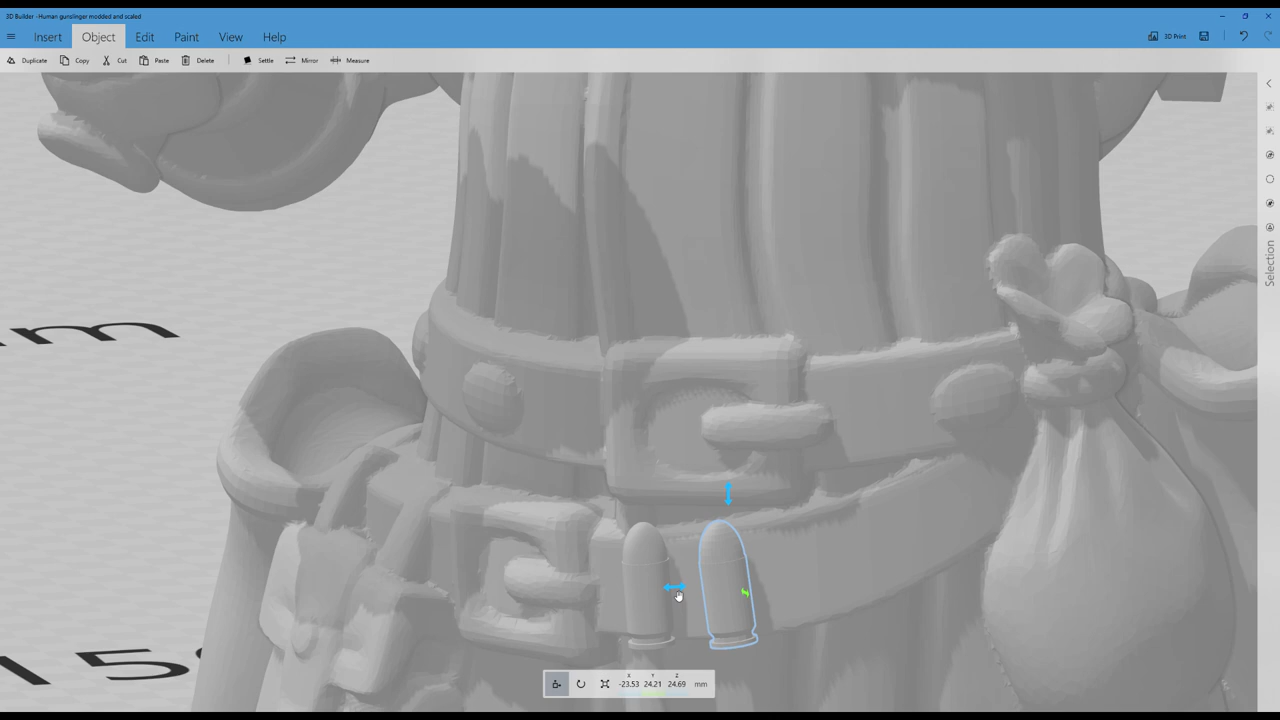 3D Builder -Human gunslinger modded and scaled
Insert Object Edit Paint View Help
3D Print
Duplicate Copy Cut Paste Delete Settle Mirror Measure
Selection
m
15
X Y Z
-23.53 24.21 24.69 mm